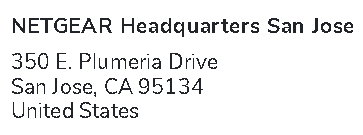 NETGEAR Headquarters San Jose
350 E. Plumeria Drive
San Jose, CA 95134
United States